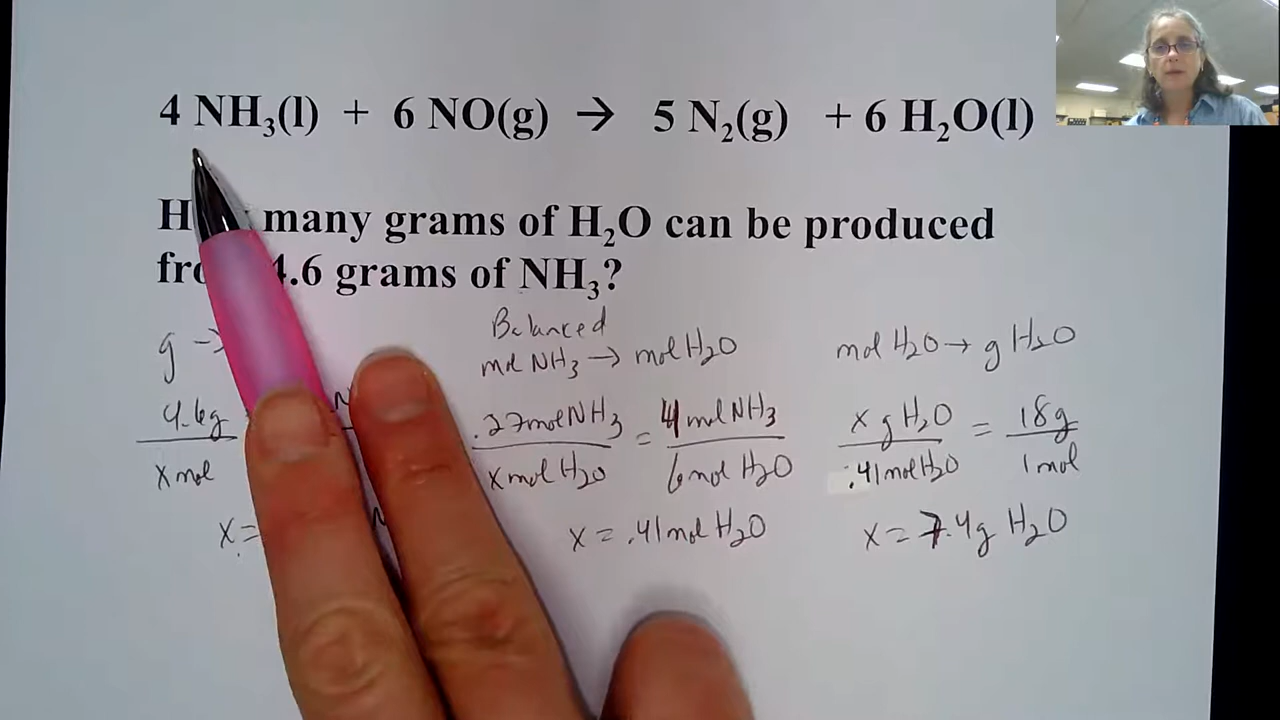 4 NH₃(l) + 6 NO(g) → 5 N₂(g) + 6 H₂O(l)
many grams of H₂O can be produced
4.6 grams of NH₃?
g → Balanced
mol NH₃ → mol H₂O mol H₂O → g H₂O
4.6g .27mol NH₃ = 4 mol NH₃ x g H₂O = 18g
x mol x mol H₂O 6 mol H₂O .41 mol H₂O 1 mol
x = x = .41 mol H₂O x = 7.4g H₂O